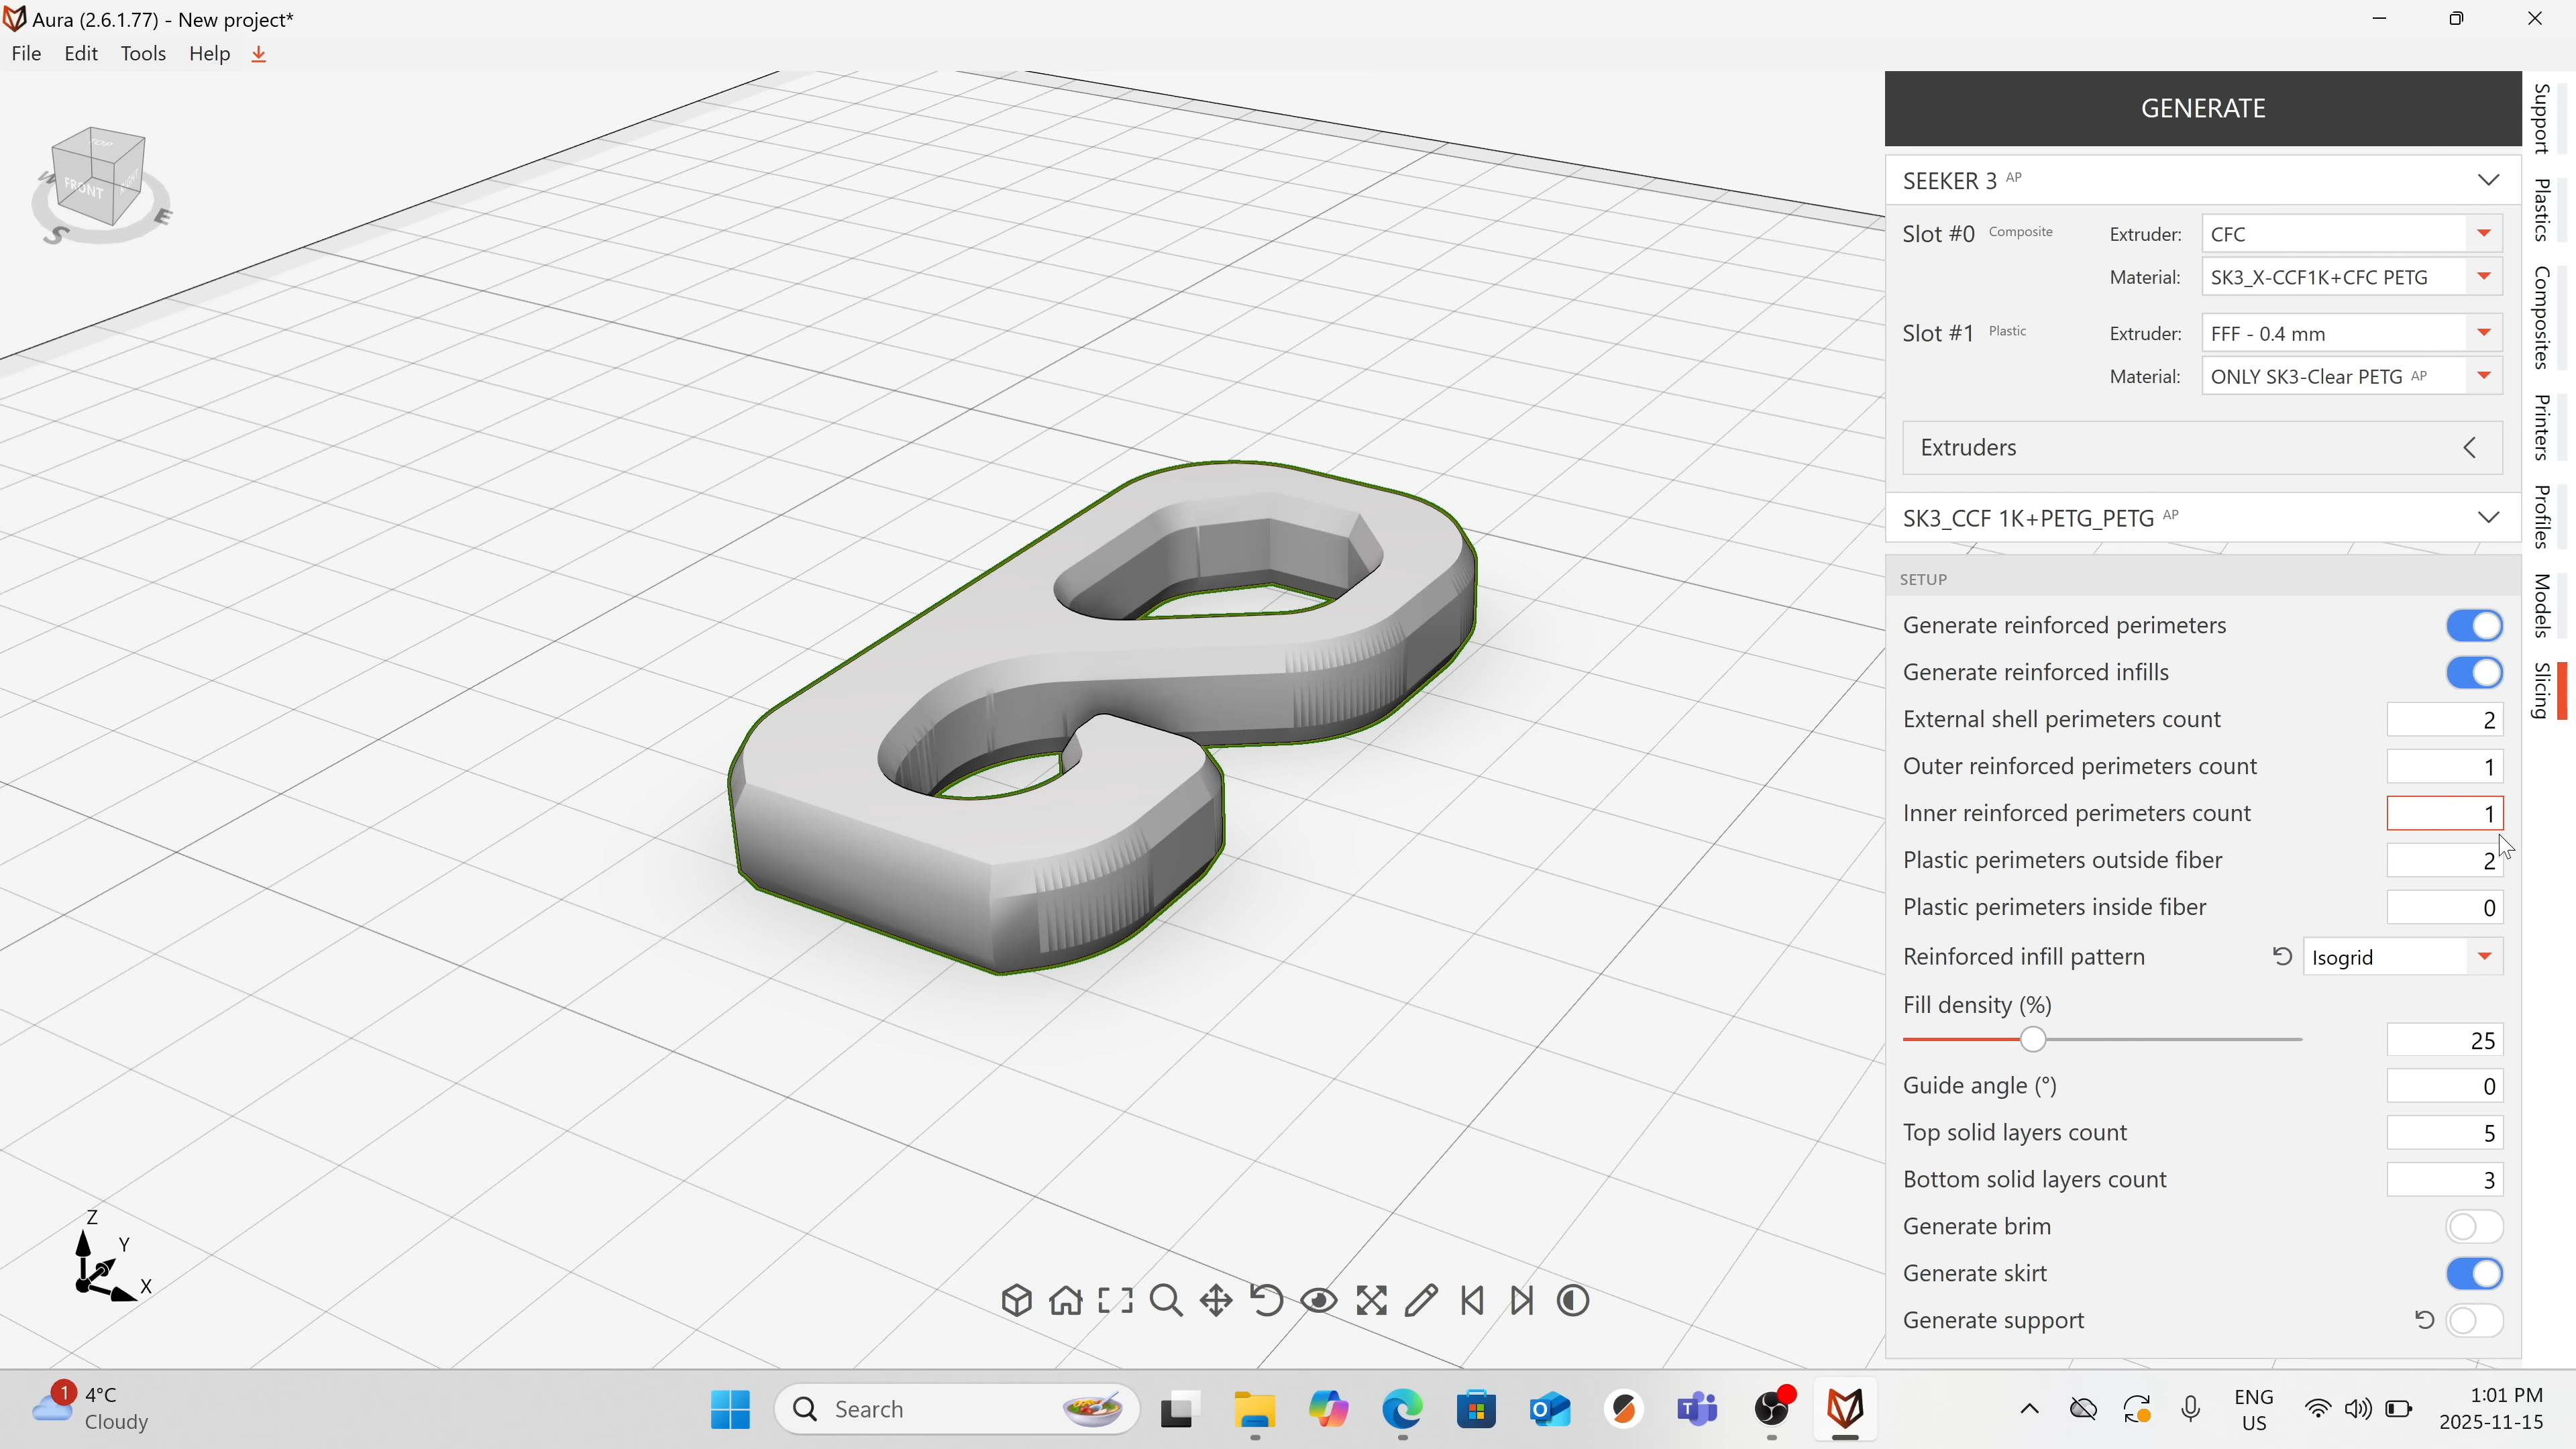 Aura (2.6.1.77) - New project*
File Edit Tools Help
TOP
FRONT
RIGHT
W
S
E
GENERATE
SEEKER 3 AP
Slot #0 Composite Extruder: CFC
Material: SK3_X-CCF1K+CFC PETG
Slot #1 Plastic Extruder: FFF - 0.4 mm
Material: ONLY SK3-Clear PETG AP
Extruders
SK3_CCF 1K+PETG_PETG AP
SETUP
Generate reinforced perimeters
Generate reinforced infills
External shell perimeters count 2
Outer reinforced perimeters count 1
Inner reinforced perimeters count 1
Plastic perimeters outside fiber 2
Plastic perimeters inside fiber 0
Reinforced infill pattern Isogrid
Fill density (%)
25
Guide angle (°) 0
Top solid layers count 5
Bottom solid layers count 3
Generate brim
Generate skirt
Generate support
Support
Plastics
Composites
Printers
Profiles
Models
Slicing
Z
Y
X
1
4°C
Cloudy
Search
T
ENG
US
1:01 PM
2025-11-15